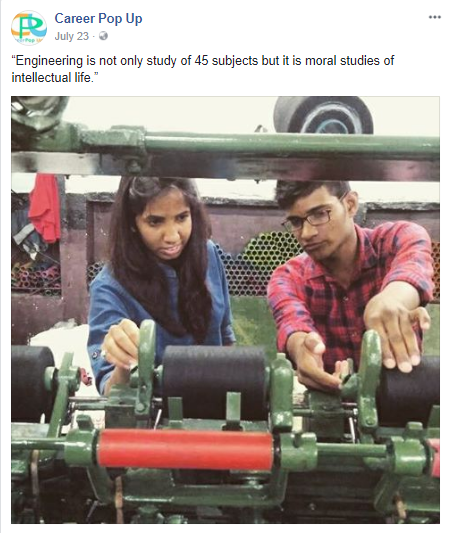 Career Pop Up
July 23
“Engineering is not only study of 45 subjects but it is moral studies of
intellectual life.”